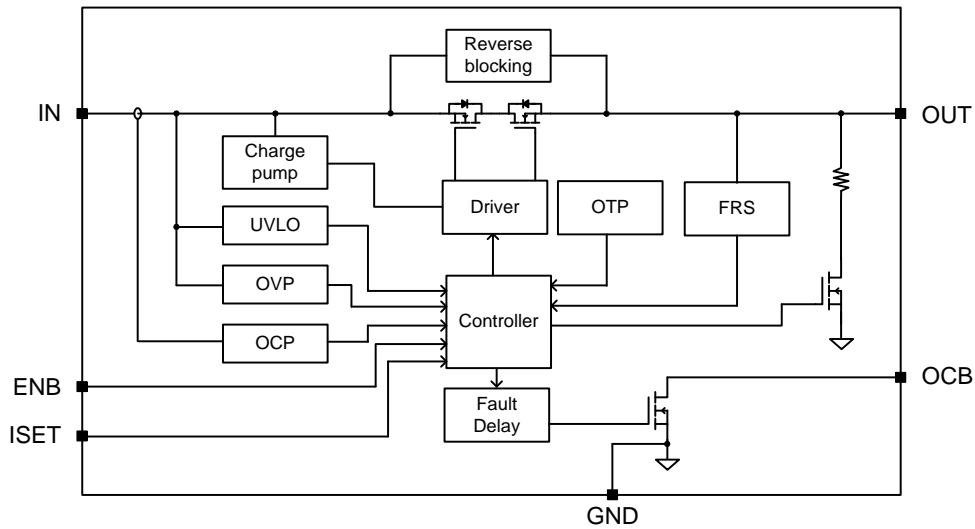 Reverse
blocking
IN
OUT
Charge
pump
Driver
OTP
FRS
UVLO
OVP
Controller
OCP
ENB
OCB
Fault
Delay
ISET
GND